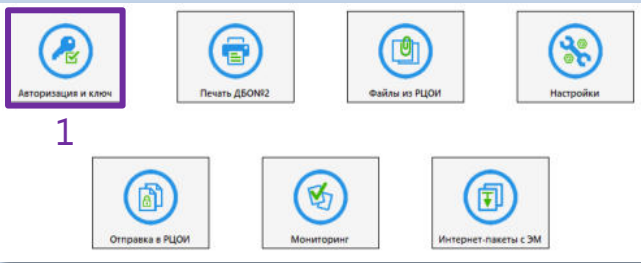 Авторизация и ключ
Печать ДБО№2
Файлы из РЦОИ
Настройки
1
Отправка в РЦОИ
Мониторинг
Интернет-пакеты с ЭМ